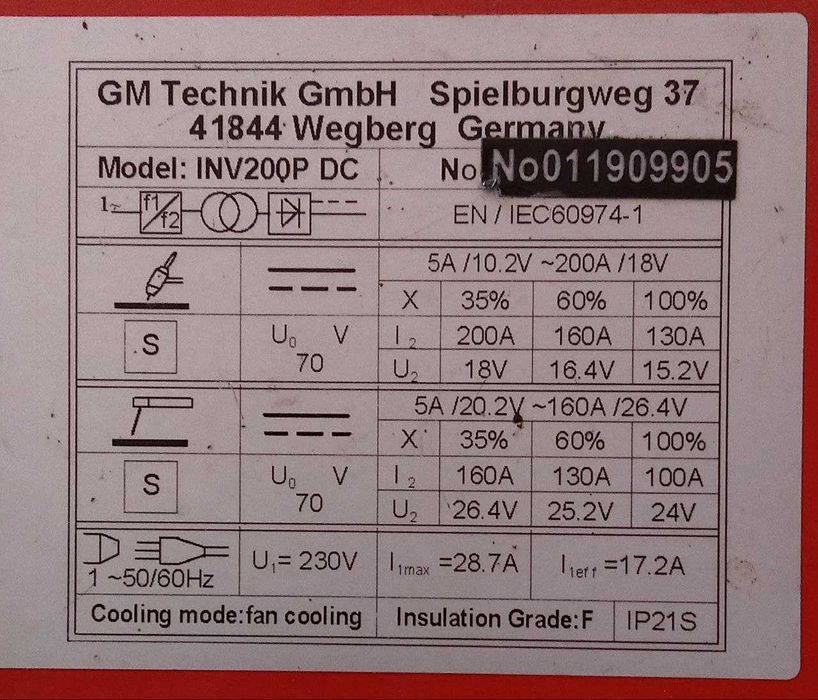 GM Technik GmbH Spielburgweg 37
41844 Wegberg Germany
Model: INV200P DC No No011909905
1~ f1 f2 EN / IEC60974-1
5A /10.2V ~200A /18V
X 35% 60% 100%
S U0 V 70 I2 200A 160A 130A
U2 18V 16.4V 15.2V
5A /20.2V ~160A /26.4V
X 35% 60% 100%
S U0 V 70 I2 160A 130A 100A
U2 26.4V 25.2V 24V
1 ~50/60Hz U1= 230V I1max =28.7A I1eff =17.2A
Cooling mode:fan cooling Insulation Grade:F IP21S